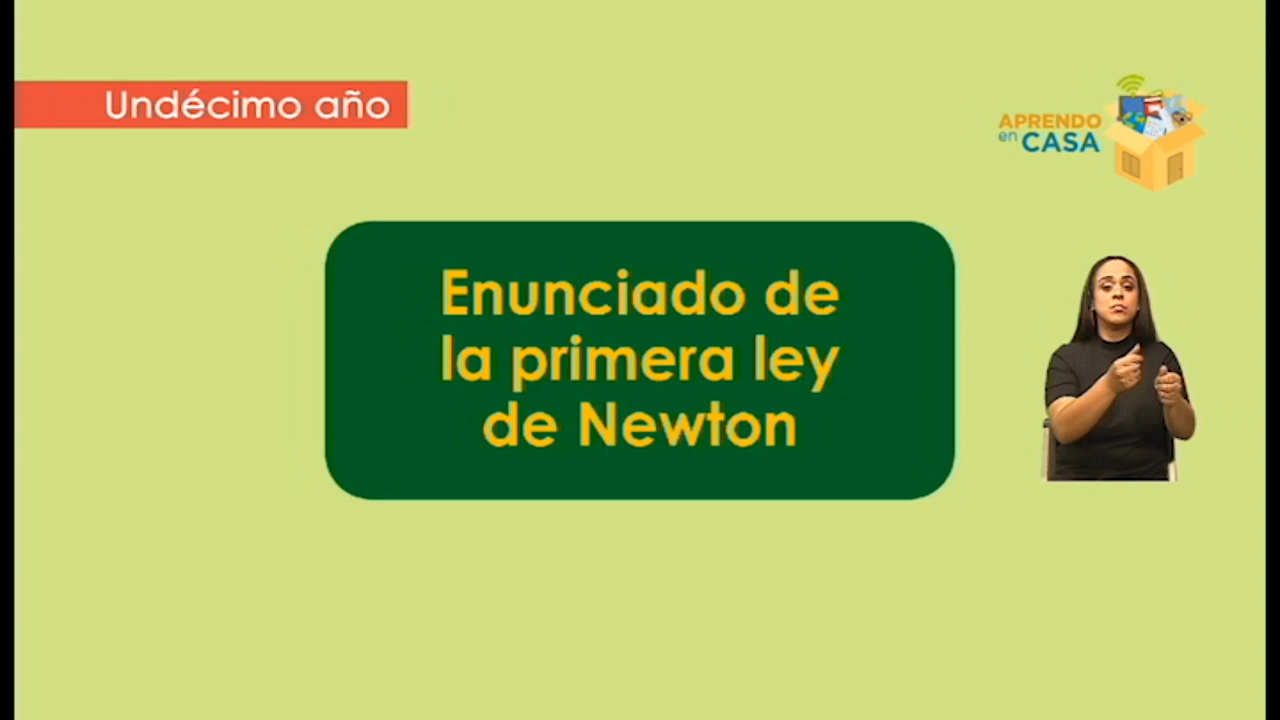 Undécimo año
APRENDO
en CASA
Enunciado de
la primera ley
de Newton